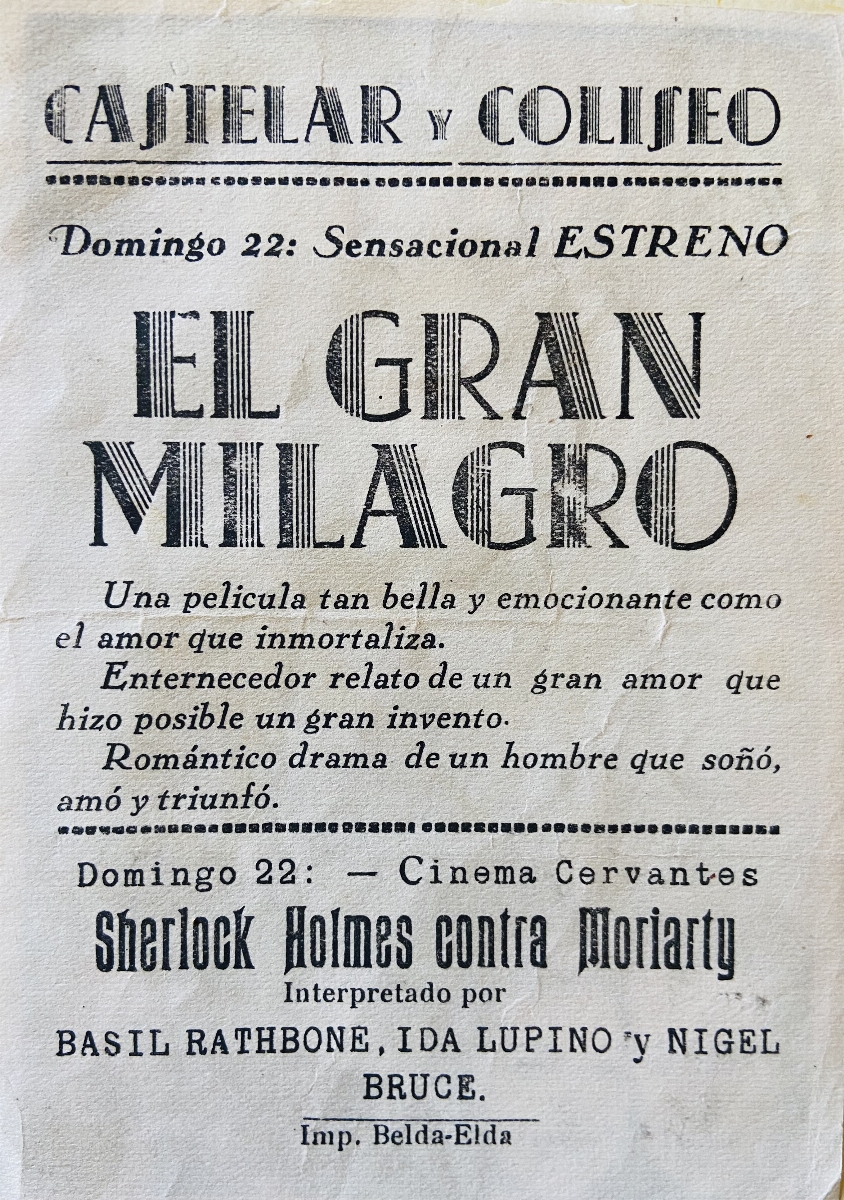 CASTELAR Y COLISEO
Domingo 22: Sensacional ESTRENO
EL GRAN
MILAGRO
Una pelicula tan bella y emocionante como
el amor que inmortaliza.
Enternecedor relato de un gran amor que
hizo posible un gran invento.
Romántico drama de un hombre que soñó,
amó y triunfó.
Domingo 22: — Cinema Cervantes
Sherlock Holmes contra Moriarty
Interpretado por
BASIL RATHBONE, IDA LUPINO y NIGEL
BRUCE.
Imp. Belda-Elda